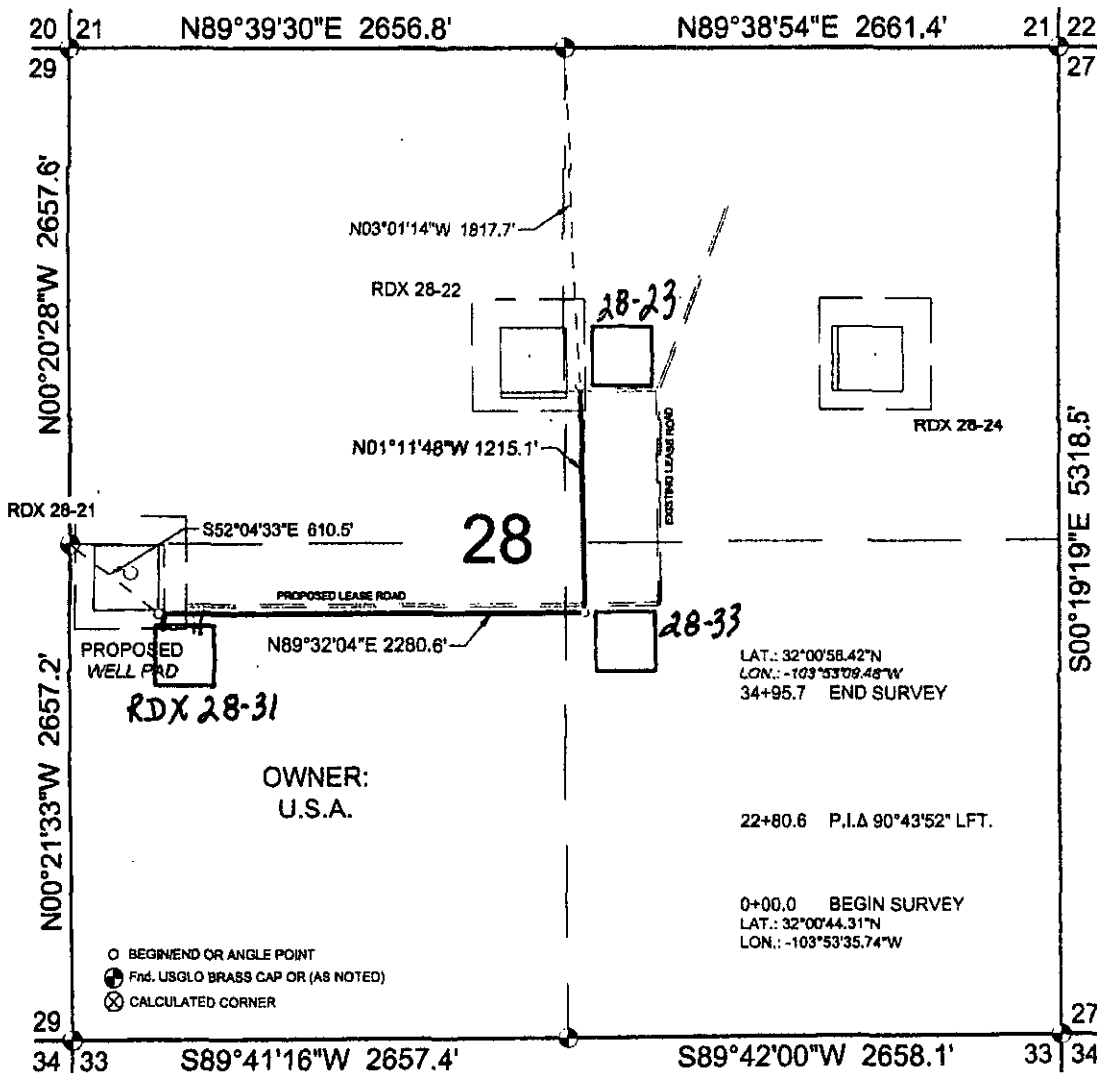 20 21 N89°39'30"E 2656.8' N89°38'54"E 2661.4' 21 22
29 27
N00°20'28"W 2657.6'
N03°01'14"W 1817.7'
RDX 28-22
28-23
RDX 28-24
N01°11'48"W 1215.1'
EXISTING LEASE ROAD
S00°19'19"E 5318.5'
RDX 28-21
S52°04'33"E 610.5'
28
PROPOSED LEASE ROAD
N89°32'04"E 2280.6'
28-33
PROPOSED
WELL PAD
RDX 28-31
N00°21'33"W 2657.2'
LAT.: 32°00'56.42"N
LON.: -103°53'09.48"W
34+95.7 END SURVEY
OWNER:
U.S.A.
22+80.6 P.I.Δ 90°43'52" LFT.
0+00.0 BEGIN SURVEY
LAT.: 32°00'44.31"N
LON.: -103°53'35.74"W
BEGIN/END OR ANGLE POINT
Fnd. USGLO BRASS CAP OR (AS NOTED)
CALCULATED CORNER
29 27
34 33 S89°41'16"W 2657.4' S89°42'00"W 2658.1' 33 34